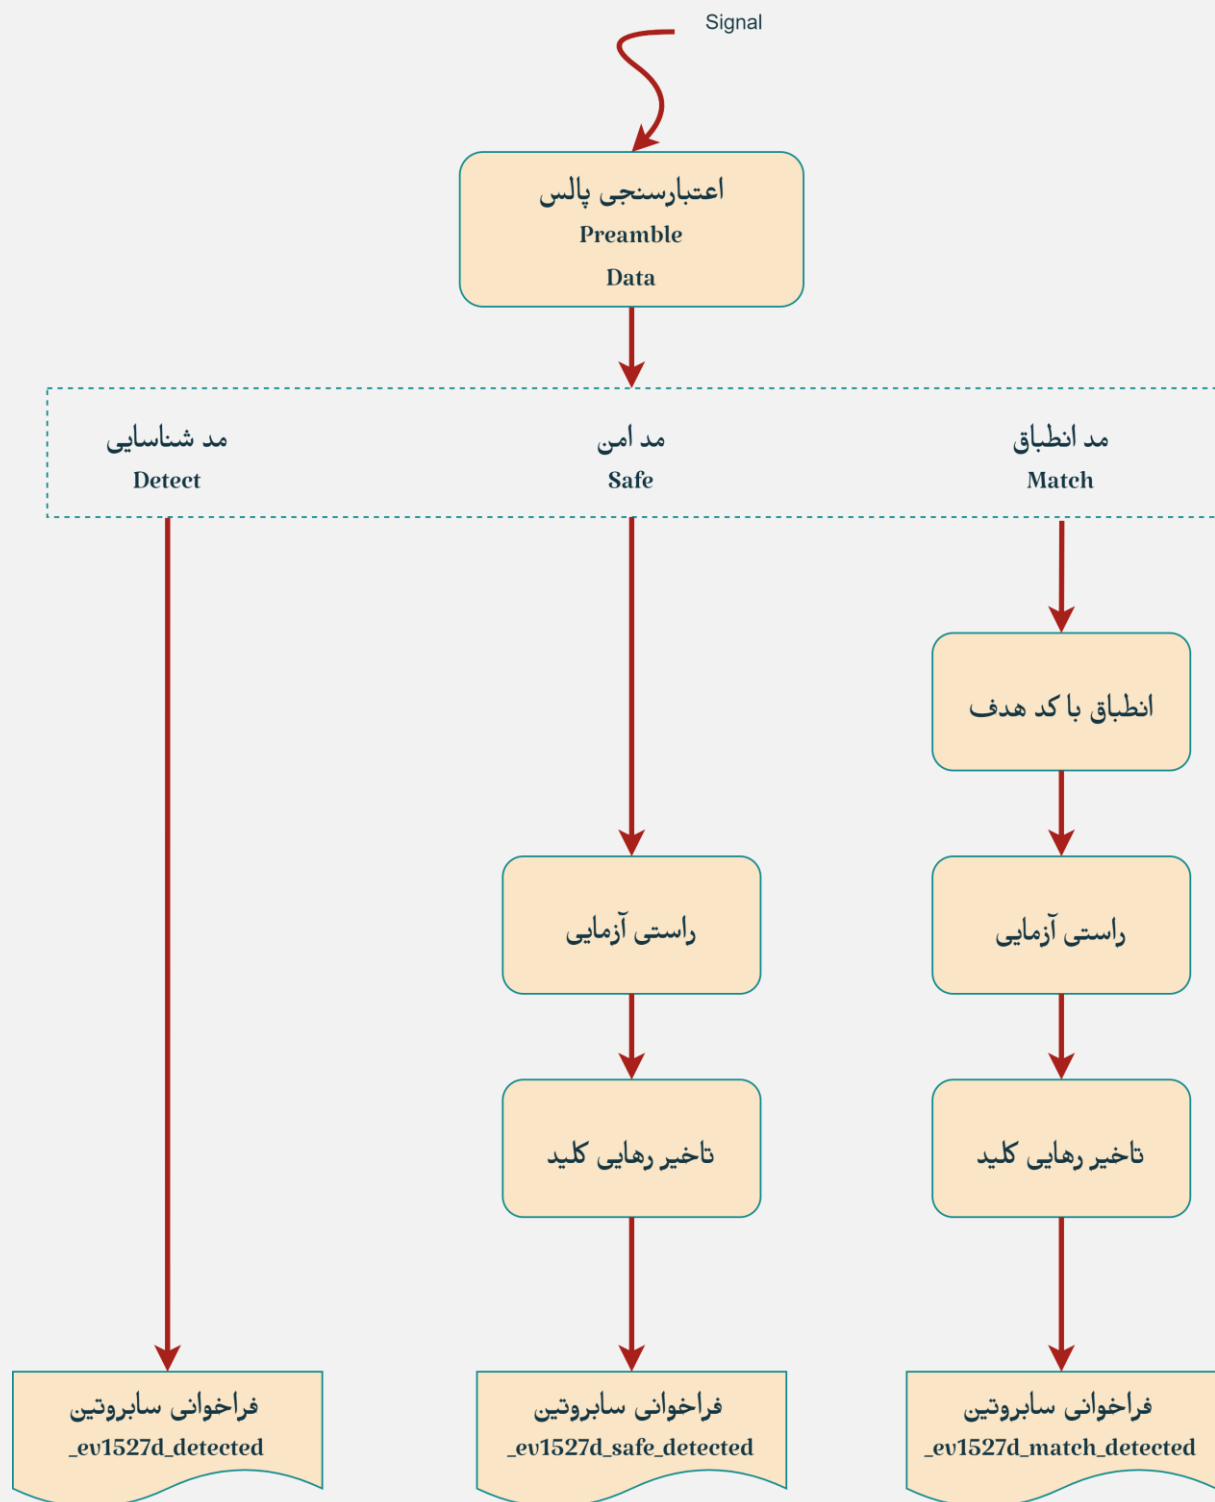 Signal
اعتبارسنجی پالس
Preamble
Data
مد شناسایی
Detect
مد امن
Safe
مد انطباق
Match
انطباق با کد هدف
راستی آزمایی
راستی آزمایی
تاخیر رهایی کلید
تاخیر رهایی کلید
فراخوانی سابروتین
_ev1527d_detected
فراخوانی سابروتین
_ev1527d_safe_detected
فراخوانی سابروتین
_ev1527d_match_detected